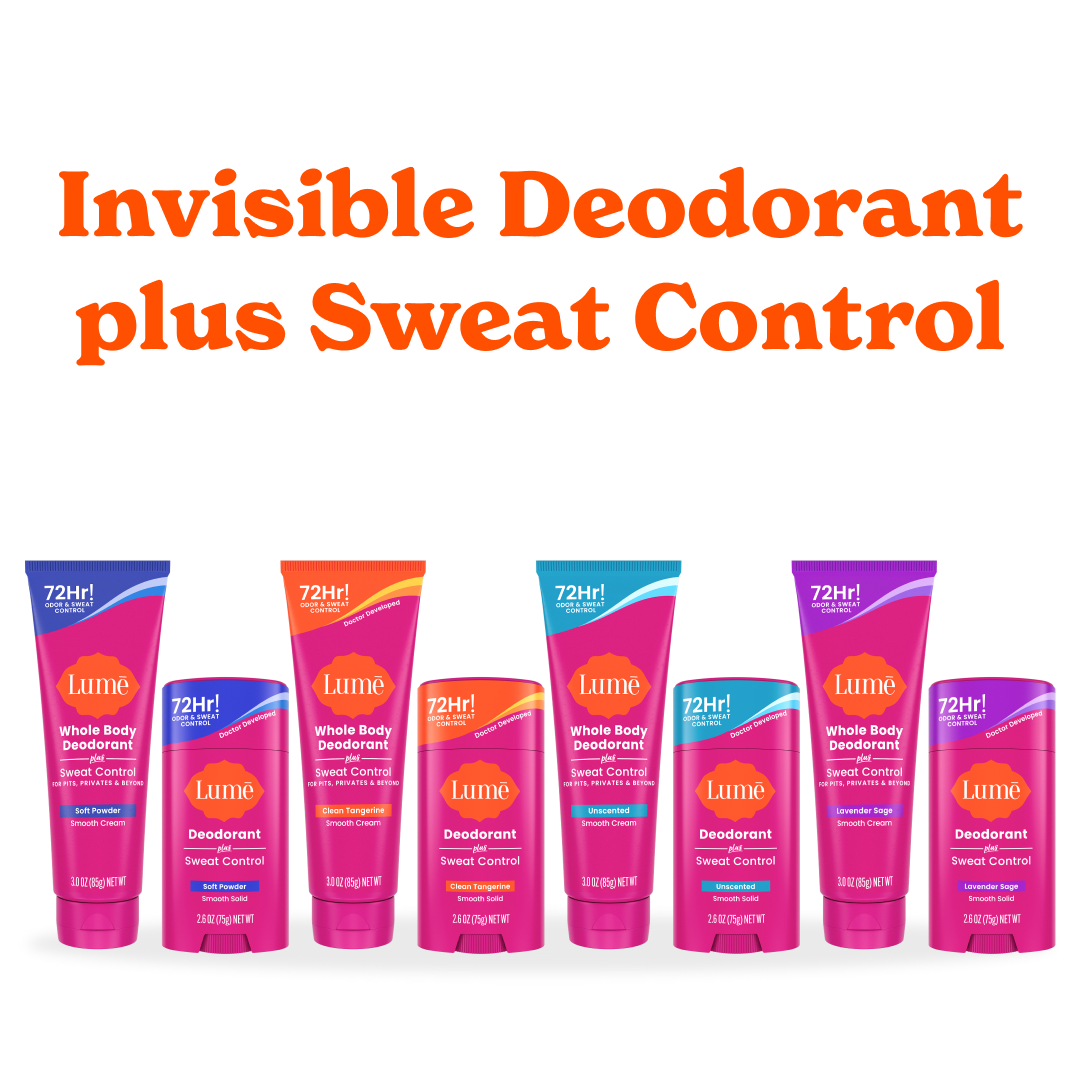 Invisible Deodorant
plus Sweat Control
72Hr!
ODOR & SWEAT
CONTROL
Lumē
Whole Body
Deodorant
plus
Sweat Control
FOR PITS, PRIVATES & BEYOND
Soft Powder
Smooth Cream
3.0 OZ (85g) NET WT
72Hr!
ODOR & SWEAT
CONTROL
Doctor Developed
Lumē
Deodorant
plus
Sweat Control
Soft Powder
Smooth Solid
2.6 OZ (75g) NET WT
72Hr!
ODOR & SWEAT
CONTROL
Doctor Developed
Lumē
Whole Body
Deodorant
plus
Sweat Control
FOR PITS, PRIVATES & BEYOND
Clean Tangerine
Smooth Cream
3.0 OZ (85g) NET WT
72Hr!
ODOR & SWEAT
CONTROL
Doctor Developed
Lumē
Deodorant
plus
Sweat Control
Clean Tangerine
Smooth Solid
2.6 OZ (75g) NET WT
72Hr!
ODOR & SWEAT
CONTROL
Lumē
Whole Body
Deodorant
plus
Sweat Control
FOR PITS, PRIVATES & BEYOND
Unscented
Smooth Cream
3.0 OZ (85g) NET WT
72Hr!
ODOR & SWEAT
CONTROL
Doctor Developed
Lumē
Deodorant
plus
Sweat Control
Unscented
Smooth Solid
2.6 OZ (75g) NET WT
72Hr!
ODOR & SWEAT
CONTROL
Lumē
Whole Body
Deodorant
plus
Sweat Control
FOR PITS, PRIVATES & BEYOND
Lavender Sage
Smooth Cream
3.0 OZ (85g) NET WT
72Hr!
ODOR & SWEAT
CONTROL
Doctor Developed
Lumē
Deodorant
plus
Sweat Control
Lavender Sage
Smooth Solid
2.6 OZ (75g) NET WT